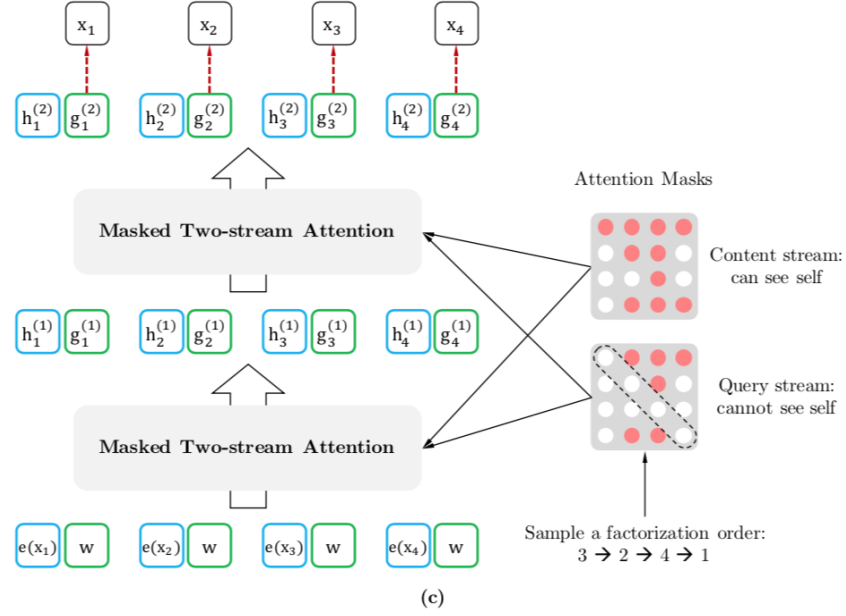 x₁ x₂ x₃ x₄
h₁⁽²⁾ g₁⁽²⁾ h₂⁽²⁾ g₂⁽²⁾ h₃⁽²⁾ g₃⁽²⁾ h₄⁽²⁾ g₄⁽²⁾
Attention Masks
Masked Two-stream Attention
Content stream:
can see self
h₁⁽¹⁾ g₁⁽¹⁾ h₂⁽¹⁾ g₂⁽¹⁾ h₃⁽¹⁾ g₃⁽¹⁾ h₄⁽¹⁾ g₄⁽¹⁾
Query stream:
cannot see self
Masked Two-stream Attention
e(x₁) w e(x₂) w e(x₃) w e(x₄) w
Sample a factorization order:
3 → 2 → 4 → 1
(c)